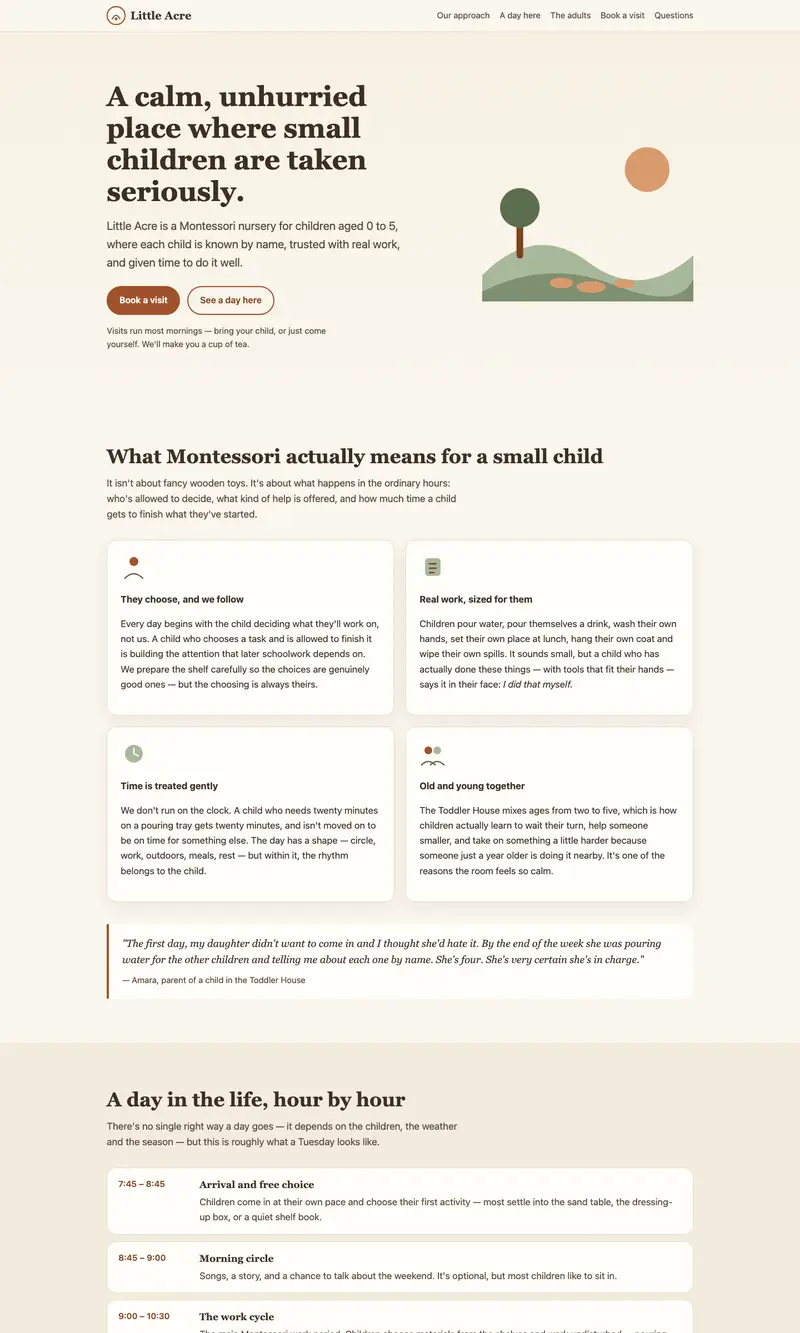 Little Acre
Our approach
A day here
The adults
Book a visit
Questions
A calm, unhurried
place where small
children are taken
seriously.
Little Acre is a Montessori nursery for children aged 0 to 5,
where each child is known by name, trusted with real work,
and given time to do it well.
Book a visit
See a day here
Visits run most mornings — bring your child, or just come
yourself. We'll make you a cup of tea.
What Montessori actually means for a small child
It isn't about fancy wooden toys. It's about what happens in the ordinary hours:
who's allowed to decide, what kind of help is offered, and how much time a child
gets to finish what they've started.
They choose, and we follow
Every day begins with the child deciding what they'll work on,
not us. A child who chooses a task and is allowed to finish it
is building the attention that later schoolwork depends on.
We prepare the shelf carefully so the choices are genuinely
good ones — but the choosing is always theirs.
Real work, sized for them
Children pour water, pour themselves a drink, wash their own
hands, set their own place at lunch, hang their own coat and
wipe their own spills. It sounds small, but a child who has
actually done these things — with tools that fit their hands —
says it in their face: I did that myself.
Time is treated gently
We don't run on the clock. A child who needs twenty minutes
on a pouring tray gets twenty minutes, and isn't moved on to
be on time for something else. The day has a shape — circle,
work, outdoors, meals, rest — but within it, the rhythm
belongs to the child.
Old and young together
The Toddler House mixes ages from two to five, which is how
children actually learn to wait their turn, help someone
smaller, and take on something a little harder because
someone just a year older is doing it nearby. It's one of the
reasons the room feels so calm.
"The first day, my daughter didn't want to come in and I thought she'd hate it. By the end of the week she was pouring
water for the other children and telling me about each one by name. She's four. She's very certain she's in charge."
— Amara, parent of a child in the Toddler House
A day in the life, hour by hour
There's no single right way a day goes — it depends on the children, the weather
and the season — but this is roughly what a Tuesday looks like.
7:45 – 8:45
Arrival and free choice
Children come in at their own pace and choose their first activity — most settle into the sand table, the dressing-
up box, or a quiet shelf book.
8:45 – 9:00
Morning circle
Songs, a story, and a chance to talk about the weekend. It's optional, but most children like to sit in.
9:00 – 10:30
The work cycle